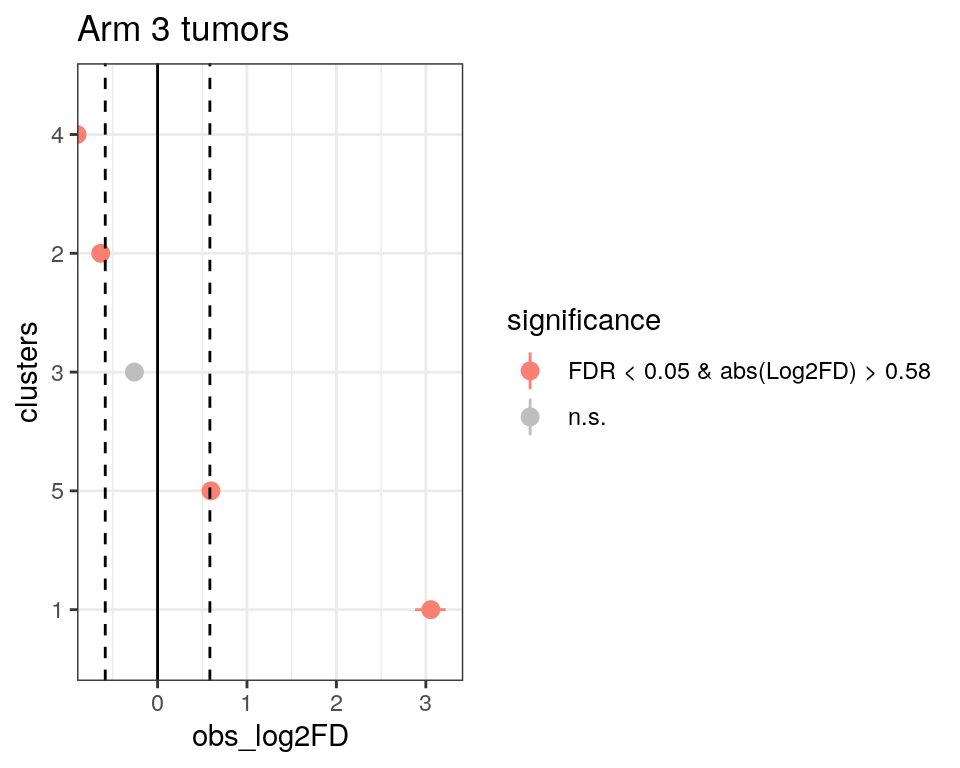 Arm 3 tumors
4
2
3
5
1
clusters
0 1 2 3
obs_log2FD
significance
FDR < 0.05 & abs(Log2FD) > 0.58
n.s.